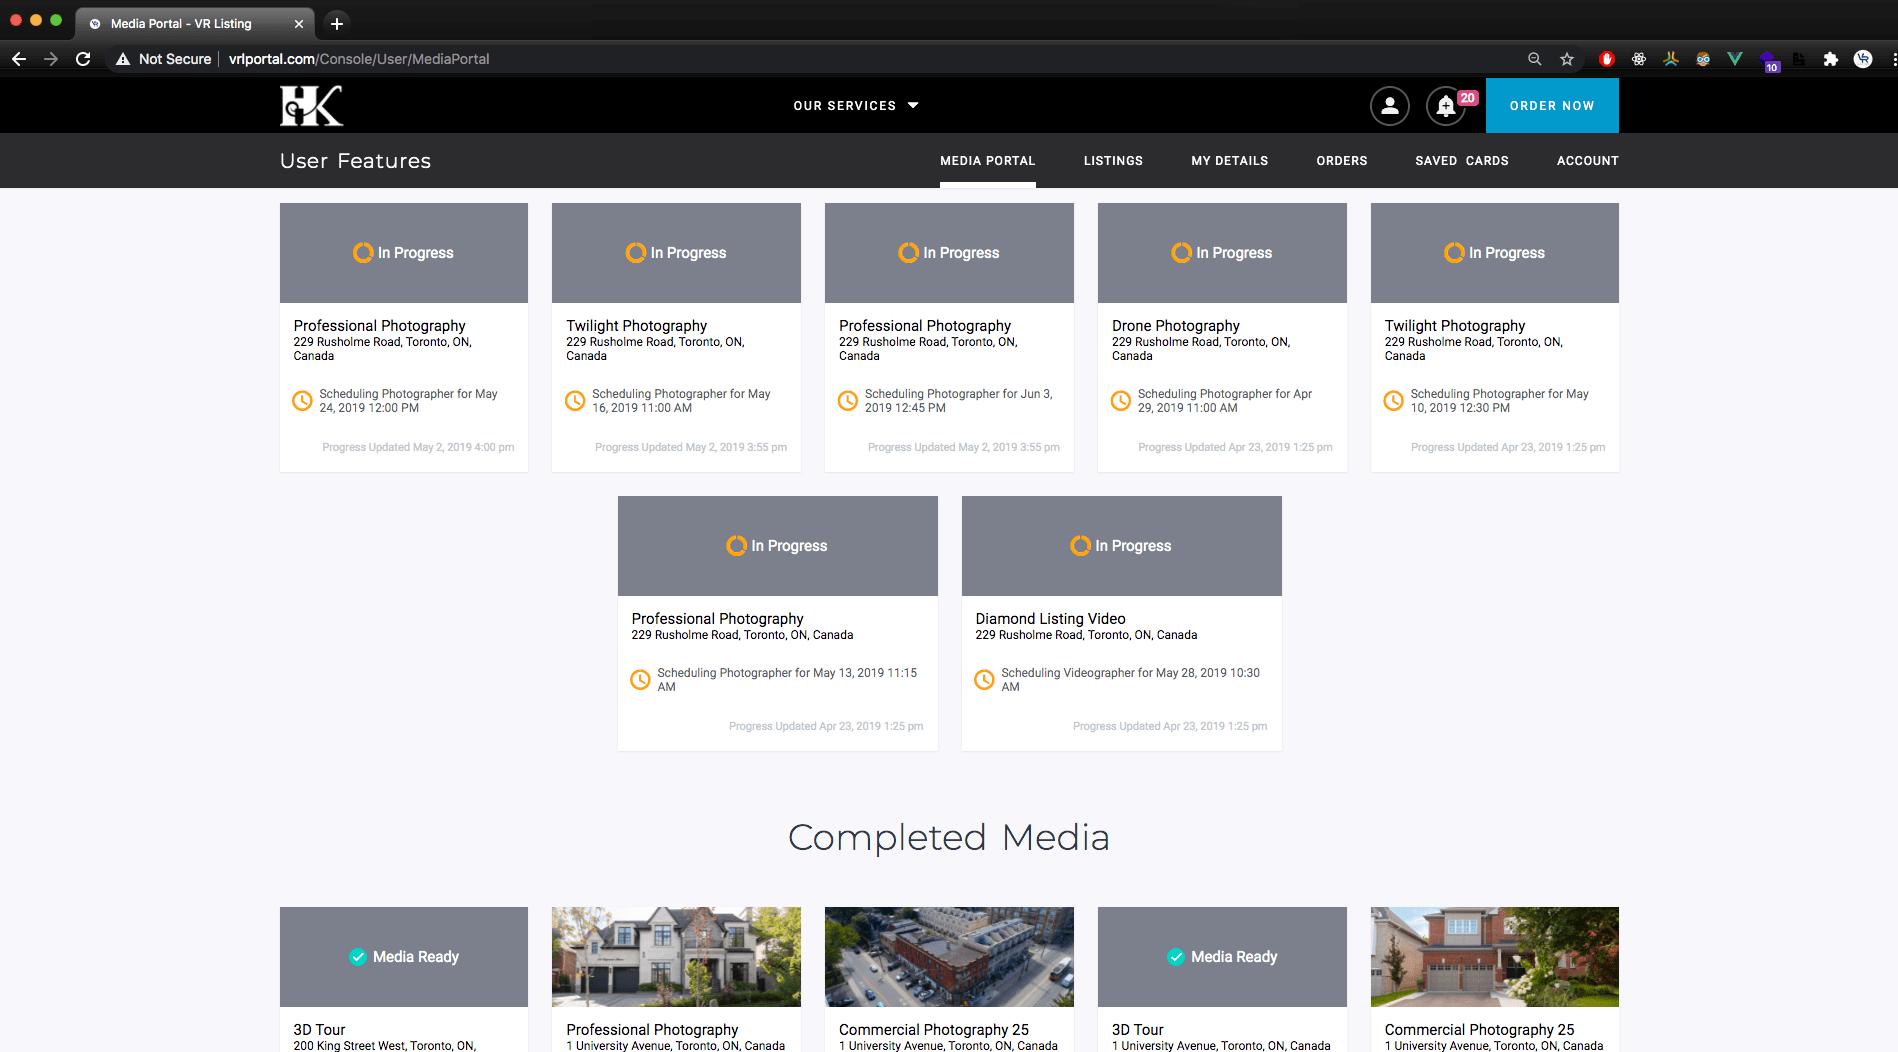 Media Portal - VR Listing
Not Secure
vrlportal.com/Console/User/MediaPortal
10
VR
HK
OUR SERVICES
20
ORDER NOW
User Features
MEDIA PORTAL
LISTINGS
MY DETAILS
ORDERS
SAVED CARDS
ACCOUNT
In Progress
Professional Photography
229 Rusholme Road, Toronto, ON,
Canada
Scheduling Photographer for May
24, 2019 12:00 PM
Progress Updated May 2, 2019 4:00 pm
In Progress
Twilight Photography
229 Rusholme Road, Toronto, ON,
Canada
Scheduling Photographer for May
16, 2019 11:00 AM
Progress Updated May 2, 2019 3:55 pm
In Progress
Professional Photography
229 Rusholme Road, Toronto, ON,
Canada
Scheduling Photographer for Jun 3,
2019 12:45 PM
Progress Updated May 2, 2019 3:55 pm
In Progress
Drone Photography
229 Rusholme Road, Toronto, ON,
Canada
Scheduling Photographer for Apr
29, 2019 11:00 AM
Progress Updated Apr 23, 2019 1:25 pm
In Progress
Twilight Photography
229 Rusholme Road, Toronto, ON,
Canada
Scheduling Photographer for May
10, 2019 12:30 PM
Progress Updated Apr 23, 2019 1:25 pm
In Progress
Professional Photography
229 Rusholme Road, Toronto, ON, Canada
Scheduling Photographer for May 13, 2019 11:15
AM
Progress Updated Apr 23, 2019 1:25 pm
In Progress
Diamond Listing Video
229 Rusholme Road, Toronto, ON, Canada
Scheduling Videographer for May 28, 2019 10:30
AM
Progress Updated Apr 23, 2019 1:25 pm
Completed Media
Media Ready
3D Tour
200 King Street West, Toronto, ON,
Professional Photography
1 University Avenue, Toronto, ON, Canada
Commercial Photography 25
1 University Avenue, Toronto, ON, Canada
Media Ready
3D Tour
1 University Avenue, Toronto, ON, Canada
Commercial Photography 25
1 University Avenue, Toronto, ON, Canada